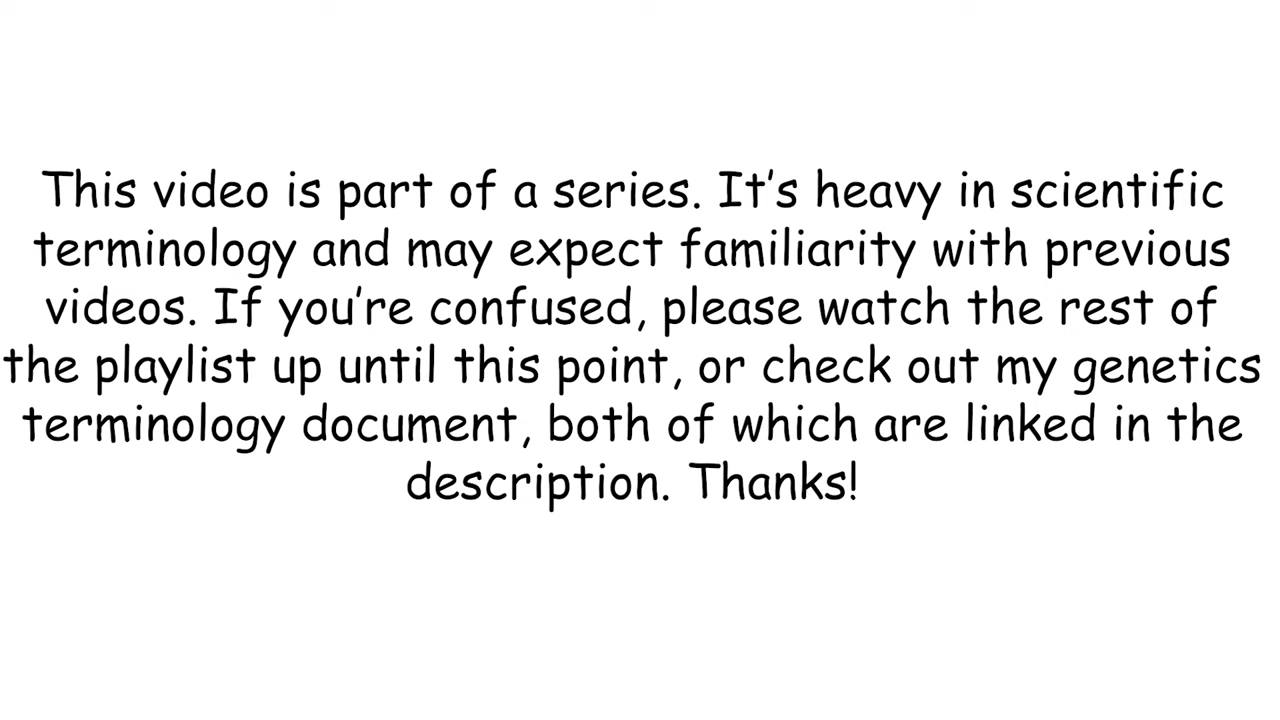 This video is part of a series. It's heavy in scientific
terminology and may expect familiarity with previous
videos. If you're confused, please watch the rest of
the playlist up until this point, or check out my genetics
terminology document, both of which are linked in the
description. Thanks!